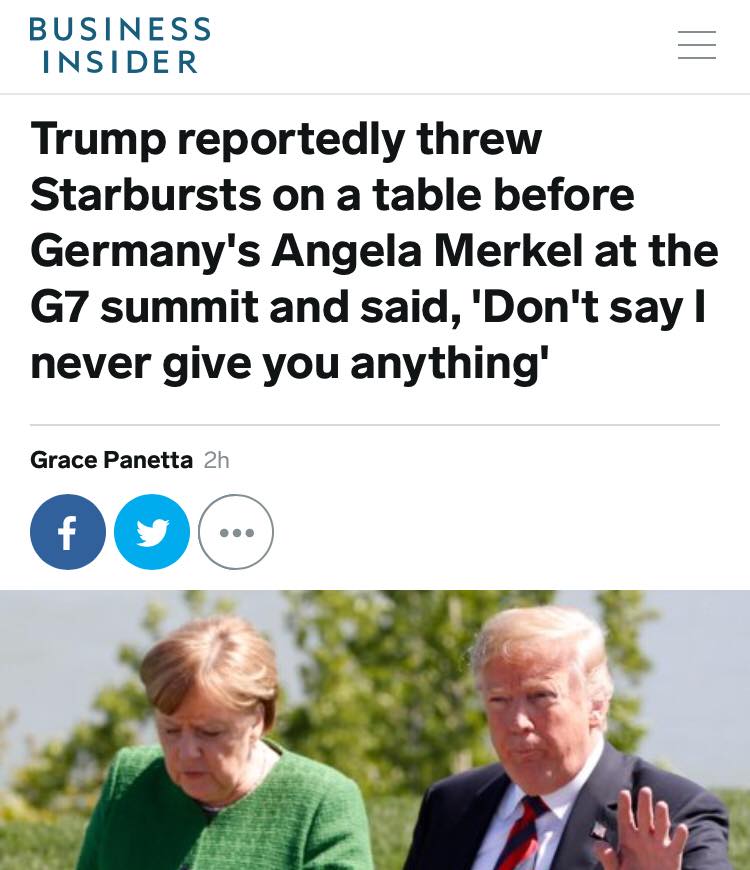 BUSINESS
INSIDER
Trump reportedly threw
Starbursts on a table before
Germany's Angela Merkel at the
G7 summit and said, 'Don't say I
never give you anything'
Grace Panetta 2h